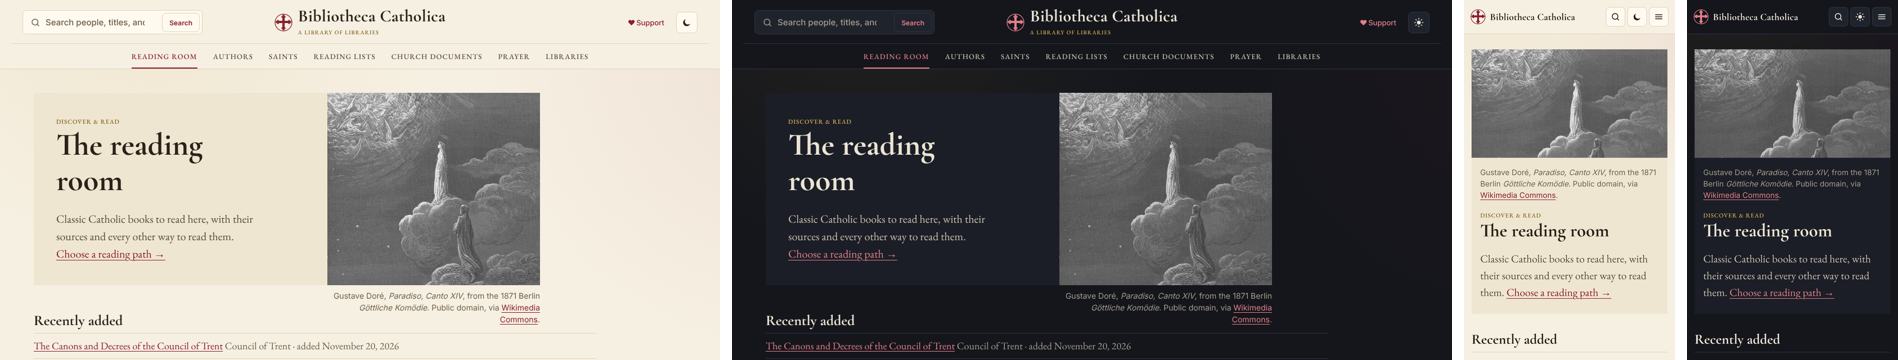 Search people, titles, and
Search
Bibliotheca Catholica
A LIBRARY OF LIBRARIES
Support
READING ROOM AUTHORS SAINTS READING LISTS CHURCH DOCUMENTS PRAYER LIBRARIES
DISCOVER & READ
The reading
room
Classic Catholic books to read here, with their
sources and every other way to read them.
Choose a reading path →
Gustave Doré, Paradiso, Canto XIV, from the 1871 Berlin
Göttliche Komödie. Public domain, via Wikimedia
Commons.
Recently added
The Canons and Decrees of the Council of Trent Council of Trent · added November 20, 2026
Search people, titles, and
Search
Bibliotheca Catholica
A LIBRARY OF LIBRARIES
Support
READING ROOM AUTHORS SAINTS READING LISTS CHURCH DOCUMENTS PRAYER LIBRARIES
DISCOVER & READ
The reading
room
Classic Catholic books to read here, with their
sources and every other way to read them.
Choose a reading path →
Gustave Doré, Paradiso, Canto XIV, from the 1871 Berlin
Göttliche Komödie. Public domain, via Wikimedia
Commons.
Recently added
The Canons and Decrees of the Council of Trent Council of Trent · added November 20, 2026
Bibliotheca Catholica
Gustave Doré, Paradiso, Canto XIV, from the 1871
Berlin Göttliche Komödie. Public domain, via
Wikimedia Commons.
DISCOVER & READ
The reading room
Classic Catholic books to read here, with
their sources and every other way to read
them. Choose a reading path →
Recently added
Bibliotheca Catholica
Gustave Doré, Paradiso, Canto XIV, from the 1871
Berlin Göttliche Komödie. Public domain, via
Wikimedia Commons.
DISCOVER & READ
The reading room
Classic Catholic books to read here, with
their sources and every other way to read
them. Choose a reading path →
Recently added